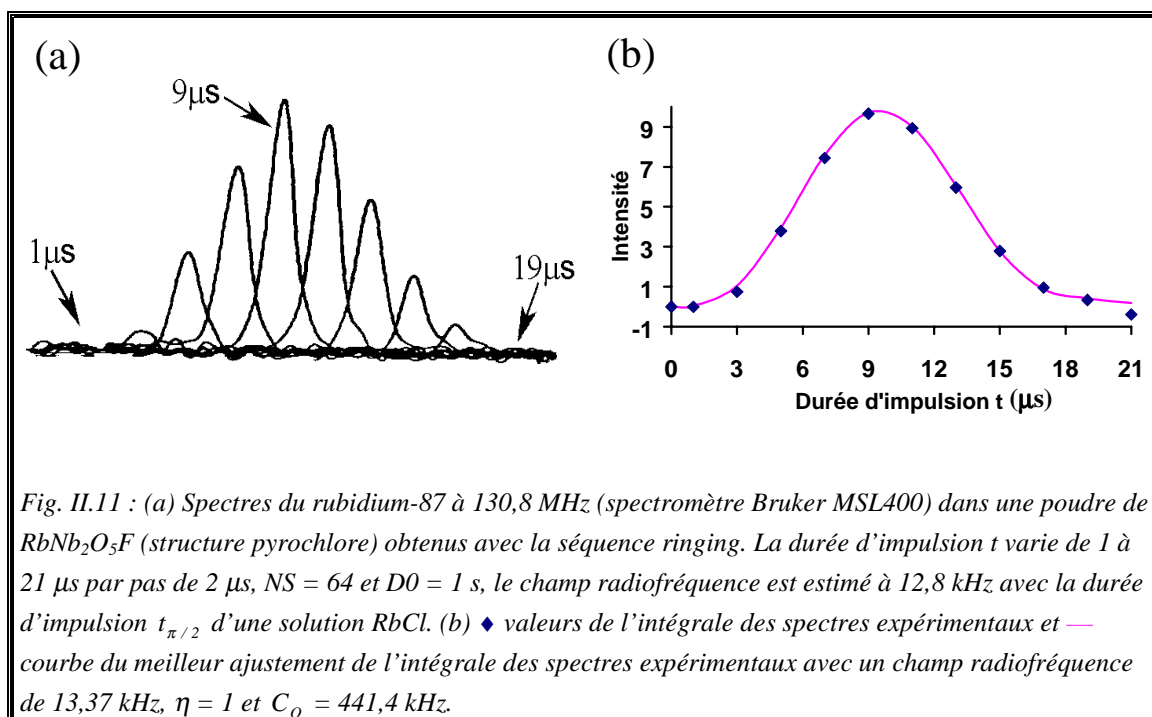 (a)
9µs
1µs
19µs
(b)
9
7
5
3
1
-1
Intensité
0 3 6 9 12 15 18 21
Durée d'impulsion t (µs)
Fig. II.11 : (a) Spectres du rubidium-87 à 130,8 MHz (spectromètre Bruker MSL400) dans une poudre de
RbNb₂O₅F (structure pyrochlore) obtenus avec la séquence ringing. La durée d’impulsion t varie de 1 à
21 µs par pas de 2 µs, NS = 64 et D0 = 1 s, le champ radiofréquence est estimé à 12,8 kHz avec la durée
d’impulsion t π / 2 d’une solution RbCl. (b) ♦ valeurs de l’intégrale des spectres expérimentaux et —
courbe du meilleur ajustement de l’intégrale des spectres expérimentaux avec un champ radiofréquence
de 13,37 kHz, η = 1 et C_Q = 441,4 kHz.